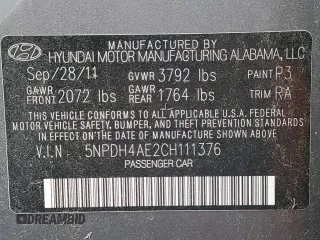 MANUFACTURED BY
HYUNDAI MOTOR MANUFACTURING ALABAMA, LLC
Sep/28/11 GVWR 3792 lbs PAINT P3
GAWR FRONT 2072 lbs GAWR REAR 1764 lbs TRIM RA
THIS VEHICLE CONFORMS TO ALL APPLICABLE
FEDERAL MOTOR VEHICLE SAFETY, BUMPER, AND THEFT
PREVENTION STANDARDS IN EFFECT ON THE DATE OF
MANUFACTURE SHOWN ABOVE.
V.I.N 5NPDH4AE2CH111376
PASSENGER CAR
DREAMBID